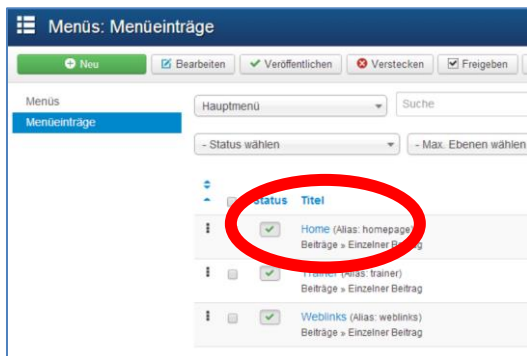 Menüs: Menüeinträge
Neu Bearbeiten Veröffentlichen Verstecken Freigeben
Menüs
Menüeinträge
Hauptmenü Suche
- Status wählen - Max. Ebenen wählen
Status Titel
Home (Alias: homepage)
Beiträge » Einzelner Beitrag
Trainer (Alias: trainer)
Beiträge » Einzelner Beitrag
Weblinks (Alias: weblinks)
Beiträge » Einzelner Beitrag